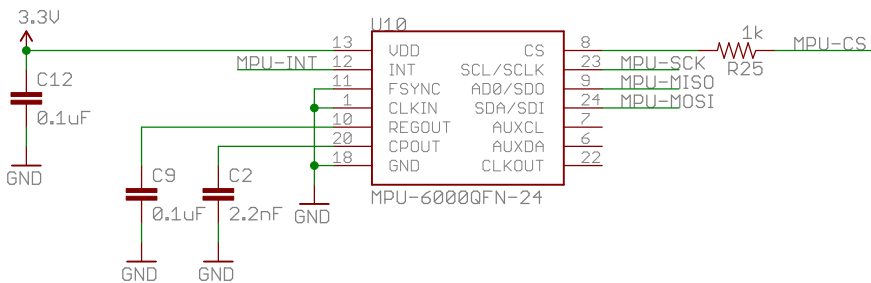 3.3V
U10
1k
13 VDD CS 8
MPU-CS
MPU-INT 12 INT SCL/SCLK 23 MPU-SCK
R25
C12
11 FSYNC AD0/SDO 9 MPU-MISO
1 CLKIN SDA/SDI 24 MPU-MOSI
0.1uF
10 REGOUT AUXCL 7
20 CPOUT AUXDA 6
18 GND CLKOUT 22
GND
C9
C2
MPU-6000QFN-24
0.1uF
2.2nF
GND
GND
GND